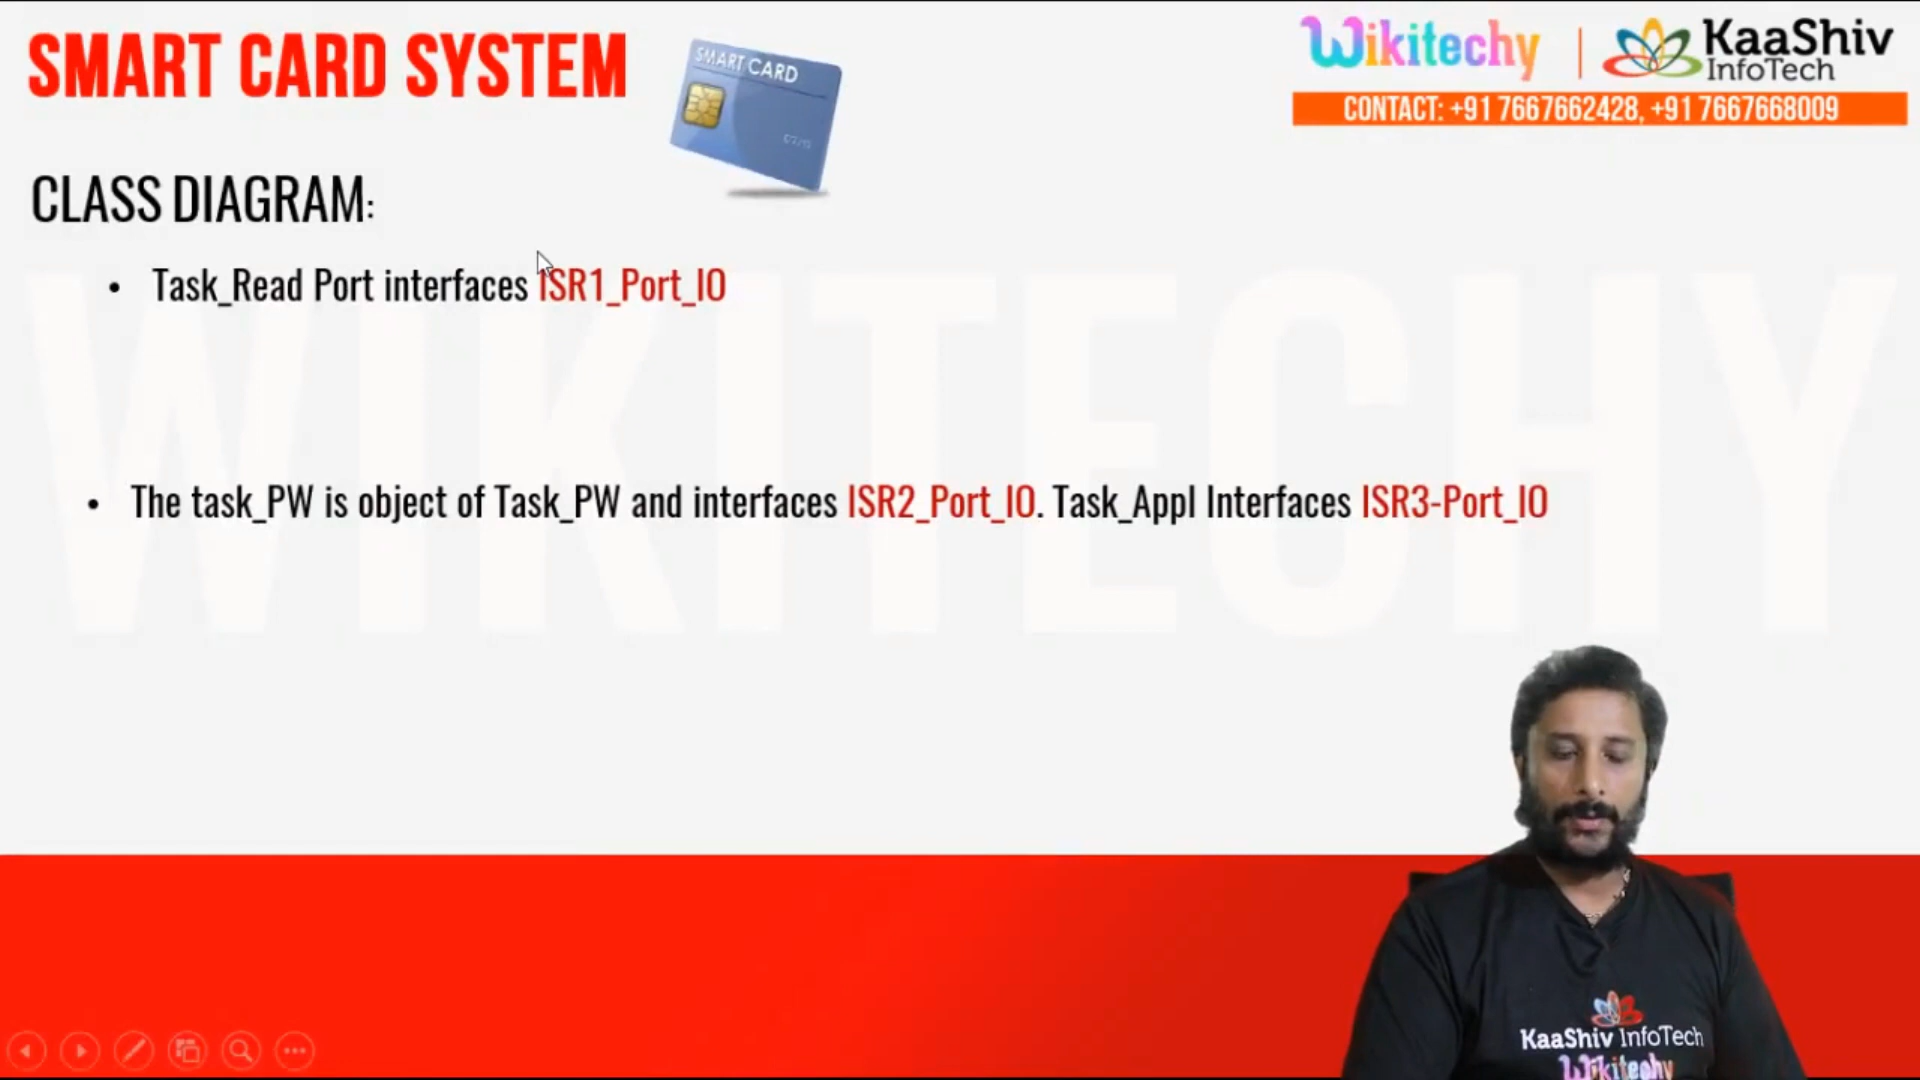 SMART CARD SYSTEM
SMART CARD
Wikitechy
KaaShiv
InfoTech
CONTACT: +91 7667662428, +91 7667668009
CLASS DIAGRAM:
• Task_Read Port interfaces ISR1_Port_IO
WIKITECHY
• The task_PW is object of Task_PW and interfaces ISR2_Port_IO. Task_Appl Interfaces ISR3-Port_IO
KaaShiv InfoTech
Wikitechy